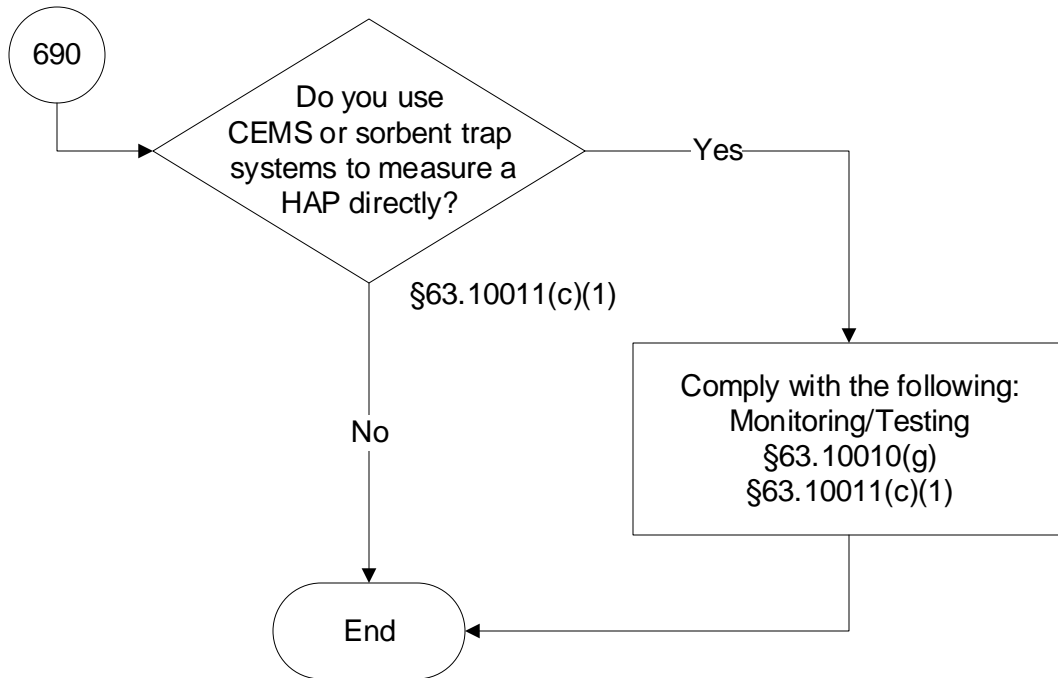 690
Do you use
CEMS or sorbent trap
systems to measure a
HAP directly?
Yes
§63.10011(c)(1)
Comply with the following:
Monitoring/Testing
§63.10010(g)
§63.10011(c)(1)
No
End